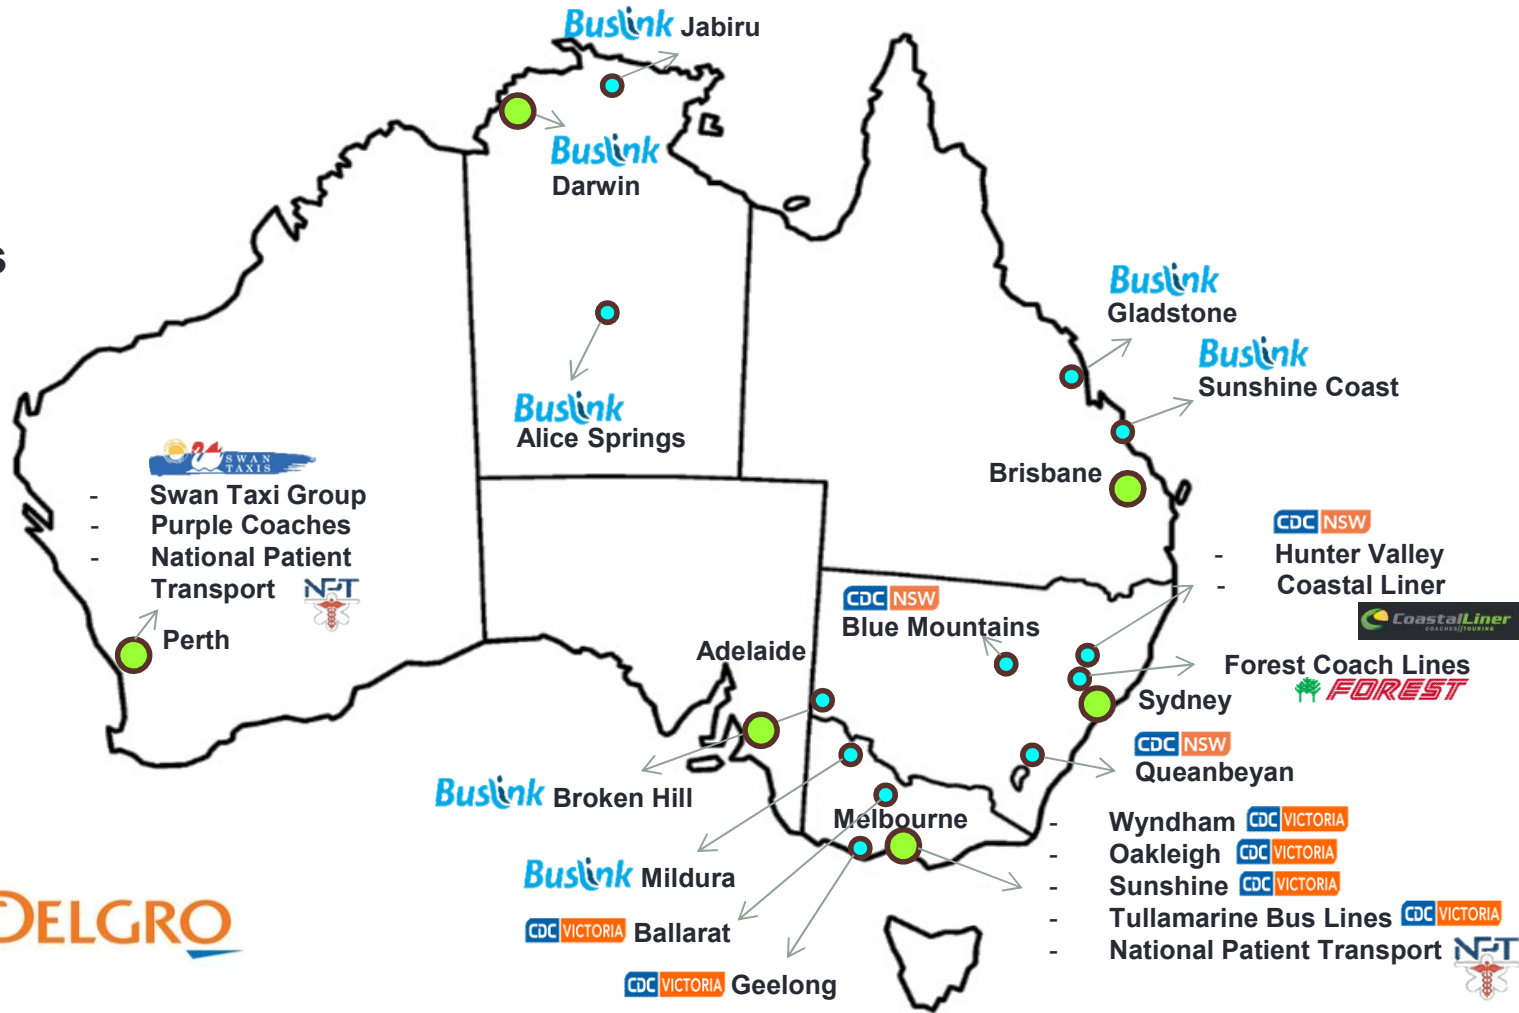 Buslink Jabiru
Buslink
Darwin
s
Buslink
Gladstone
Buslink
Sunshine Coast
Buslink
Alice Springs
Brisbane
SWAN
TAXIS
- Swan Taxi Group
- Purple Coaches
- National Patient
Transport NPT
Perth
CDC NSW
- Hunter Valley
- Coastal Liner
CoastalLiner
COACHES//TOURING
CDC NSW
Blue Mountains
Adelaide
Forest Coach Lines
FOREST
Sydney
CDC NSW
Queanbeyan
Buslink Broken Hill
Melbourne
- Wyndham CDC VICTORIA
- Oakleigh CDC VICTORIA
- Sunshine CDC VICTORIA
- Tullamarine Bus Lines CDC VICTORIA
- National Patient Transport NPT
Buslink Mildura
CDC VICTORIA Ballarat
CDC VICTORIA Geelong
DELGRO